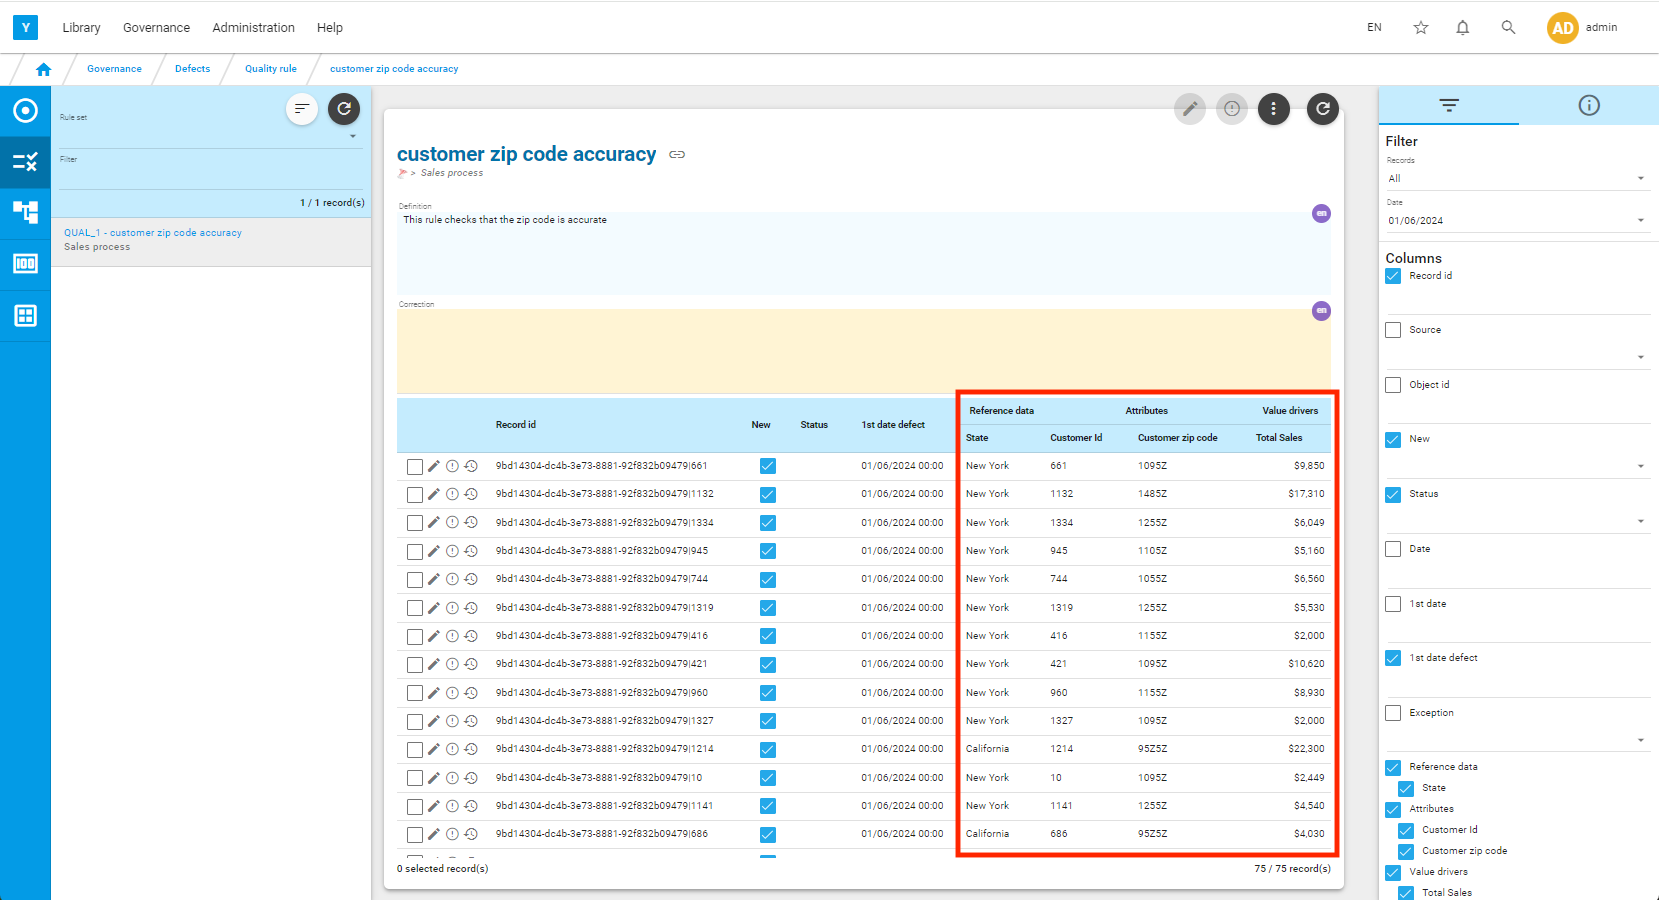 Y Library Governance Administration Help EN AD admin
Governance Defects Quality rule customer zip code accuracy
Rule set
Filter
1 / 1 record(s)
QUAL_1 - customer zip code accuracy
Sales process
customer zip code accuracy
> Sales process
Definition
en
This rule checks that the zip code is accurate
Correction
en
Reference data Attributes Value drivers
Record id New Status 1st date defect
State Customer Id Customer zip code Total Sales
9bd14304-dc4b-3e73-8881-92f832b09479|661 01/06/2024 00:00 New York 661 1095Z $9,850
9bd14304-dc4b-3e73-8881-92f832b09479|1132 01/06/2024 00:00 New York 1132 1485Z $17,310
9bd14304-dc4b-3e73-8881-92f832b09479|1334 01/06/2024 00:00 New York 1334 1255Z $6,049
9bd14304-dc4b-3e73-8881-92f832b09479|945 01/06/2024 00:00 New York 945 1105Z $5,160
9bd14304-dc4b-3e73-8881-92f832b09479|744 01/06/2024 00:00 New York 744 1055Z $6,560
9bd14304-dc4b-3e73-8881-92f832b09479|1319 01/06/2024 00:00 New York 1319 1255Z $5,530
9bd14304-dc4b-3e73-8881-92f832b09479|416 01/06/2024 00:00 New York 416 1155Z $2,000
9bd14304-dc4b-3e73-8881-92f832b09479|421 01/06/2024 00:00 New York 421 1095Z $10,620
9bd14304-dc4b-3e73-8881-92f832b09479|960 01/06/2024 00:00 New York 960 1155Z $8,930
9bd14304-dc4b-3e73-8881-92f832b09479|1327 01/06/2024 00:00 New York 1327 1095Z $2,000
9bd14304-dc4b-3e73-8881-92f832b09479|1214 01/06/2024 00:00 California 1214 95Z5Z $22,300
9bd14304-dc4b-3e73-8881-92f832b09479|10 01/06/2024 00:00 New York 10 1095Z $2,449
9bd14304-dc4b-3e73-8881-92f832b09479|1141 01/06/2024 00:00 New York 1141 1255Z $4,540
9bd14304-dc4b-3e73-8881-92f832b09479|686 01/06/2024 00:00 California 686 95Z5Z $4,030
0 selected record(s) 75 / 75 record(s)
Filter
Records
All
Date
01/06/2024
Columns
Record id
Source
Object id
New
Status
Date
1st date
1st date defect
Exception
Reference data
State
Attributes
Customer Id
Customer zip code
Value drivers
Total Sales
100